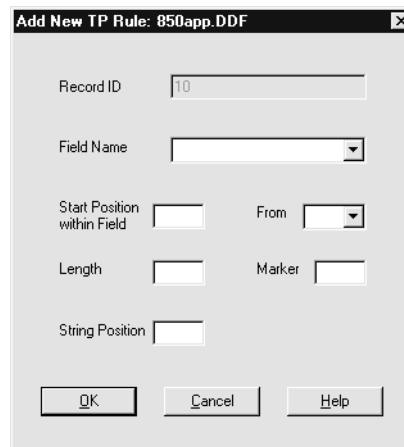 Add New TP Rule: 850app.DDF
Record ID 10
Field Name
Start Position
within Field
From
Length Marker
String Position
OK Cancel Help